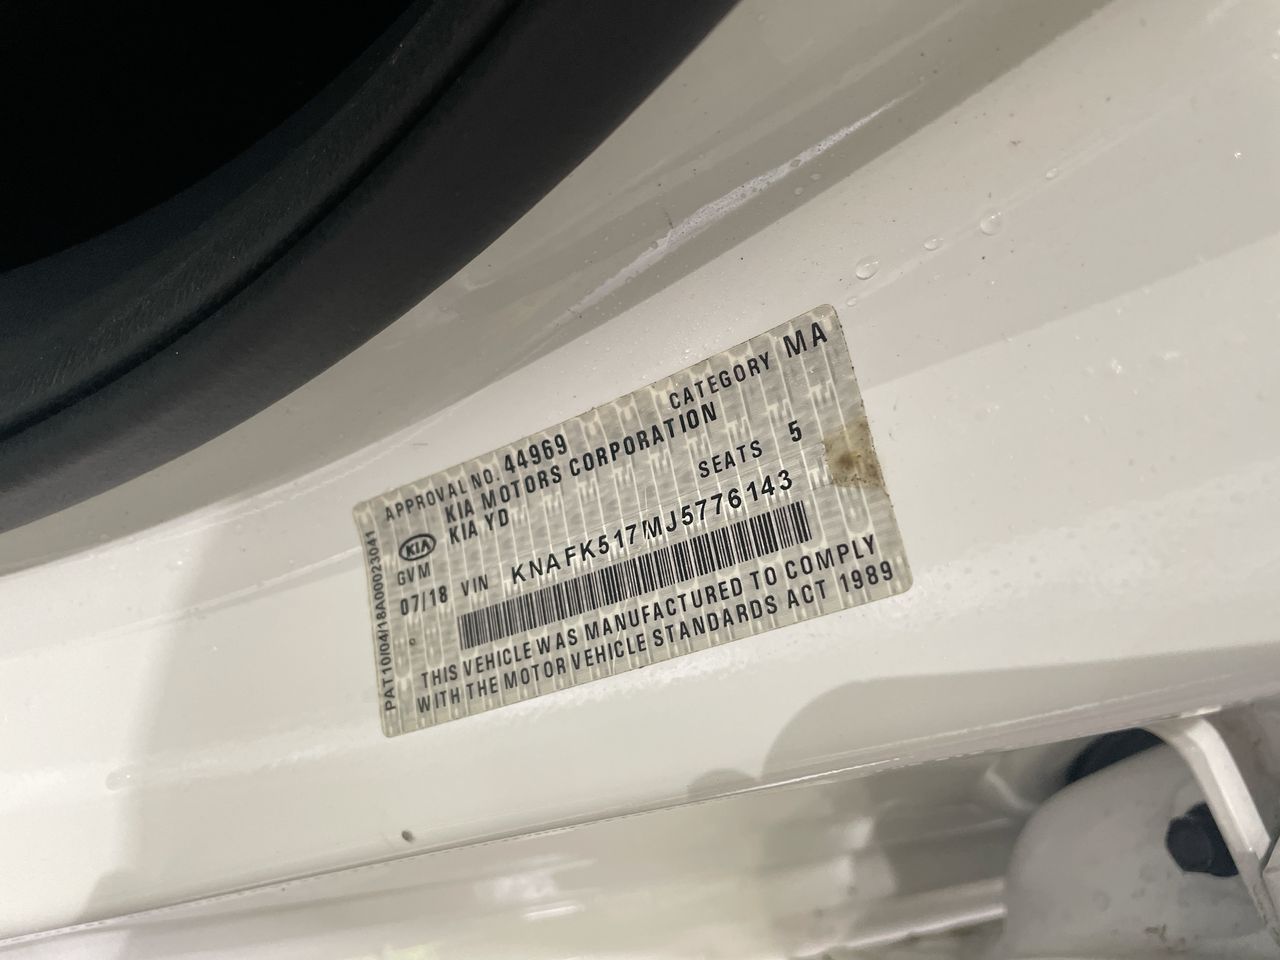 APPROVAL NO. 44969 CATEGORY MA
KIA MOTORS CORPORATION
KIA KIA YD SEATS 5
GVM
07/18 VIN KNAFK517MJ5776143
THIS VEHICLE WAS MANUFACTURED TO COMPLY
WITH THE MOTOR VEHICLE STANDARDS ACT 1989
PAT10/04/18A00023041